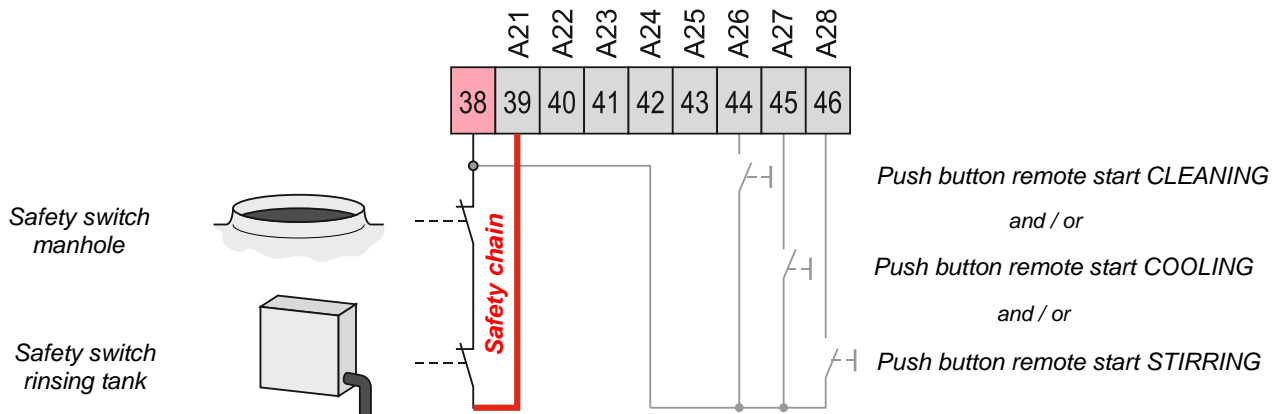 A21 A22 A23 A24 A25 A26 A27 A28
38 39 40 41 42 43 44 45 46
Safety switch
manhole
Safety chain
Safety switch
rinsing tank
Push button remote start CLEANING
and / or
Push button remote start COOLING
and / or
Push button remote start STIRRING